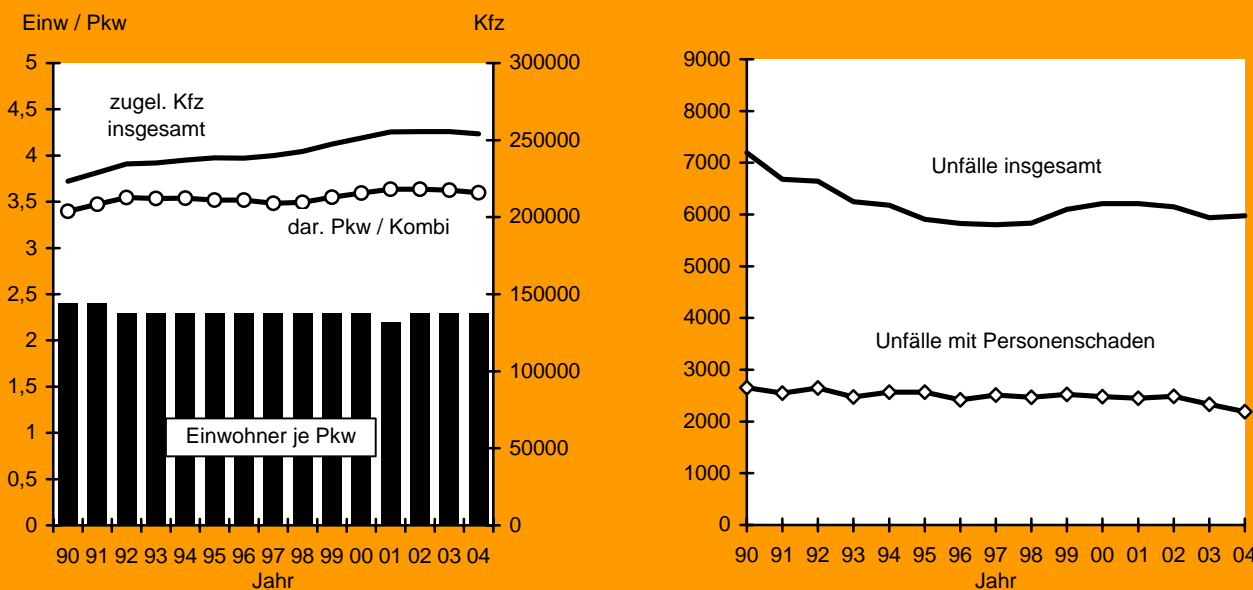 Einw / Pkw
Kfz
5
4,5
4
3,5
3
2,5
2
1,5
1
0,5
0
300000
250000
200000
150000
100000
50000
0
zugel. Kfz
insgesamt
dar. Pkw / Kombi
Einwohner je Pkw
90 91 92 93 94 95 96 97 98 99 00 01 02 03 04
Jahr
9000
8000
7000
6000
5000
4000
3000
2000
1000
0
Unfälle insgesamt
Unfälle mit Personenschaden
90 91 92 93 94 95 96 97 98 99 00 01 02 03 04
Jahr